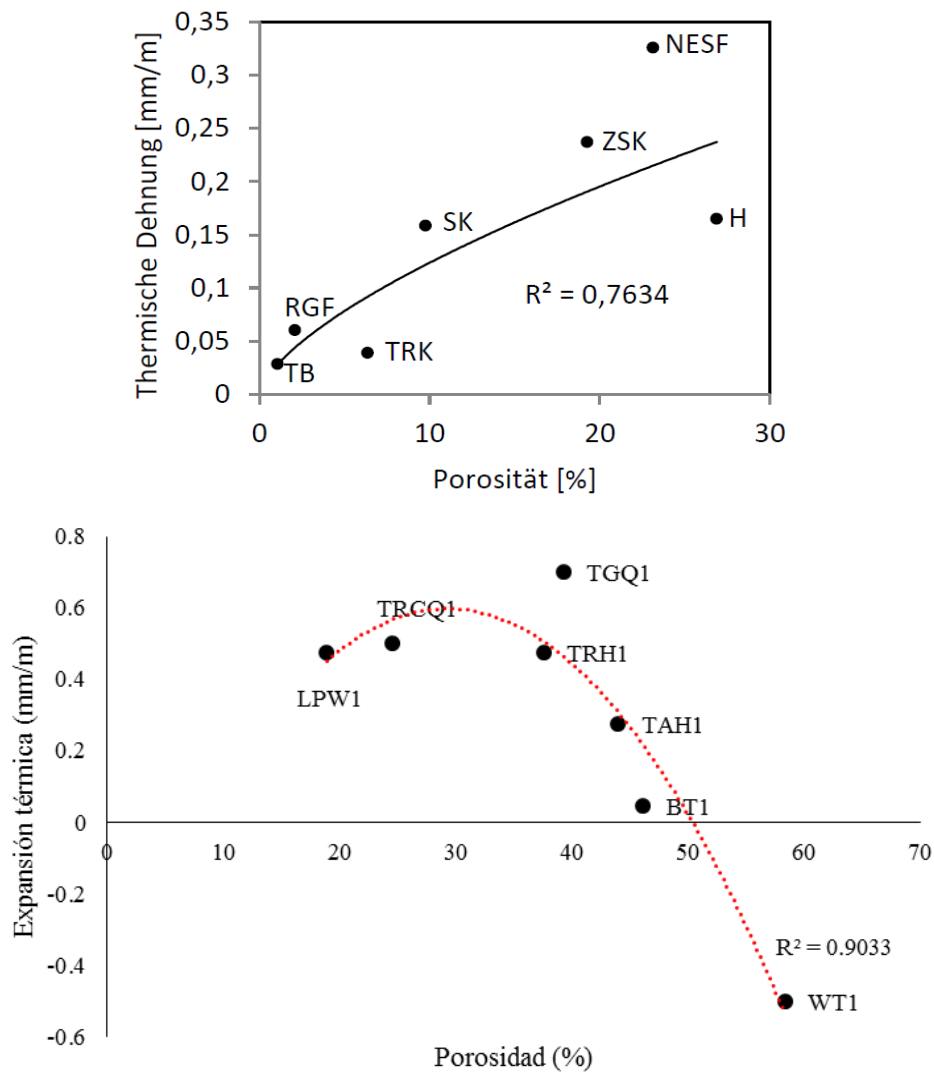 Thermische Dehnung [mm/m]
0,35
0,3
0,25
0,2
0,15
0,1
0,05
0
NESF
ZSK
H
SK
R² = 0,7634
RGF
TRK
TB
0 10 20 30
Porosität [%]
Expansión térmica (mm/m)
0.8
0.6
0.4
0.2
0
-0.2
-0.4
-0.6
TGQ1
TRCQ1
TRH1
LPW1
TAH1
BT1
0 10 20 30 40 50 60 70
R² = 0.9033
WT1
Porosidad (%)